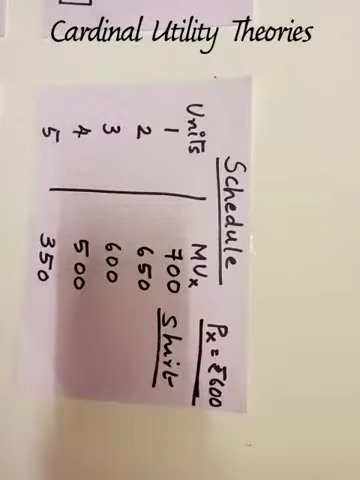 Cardinal Utility Theories
Schedule Px = ₹600
Units MUx Shirt
1 700
2 650
3 600
4 500
5 350